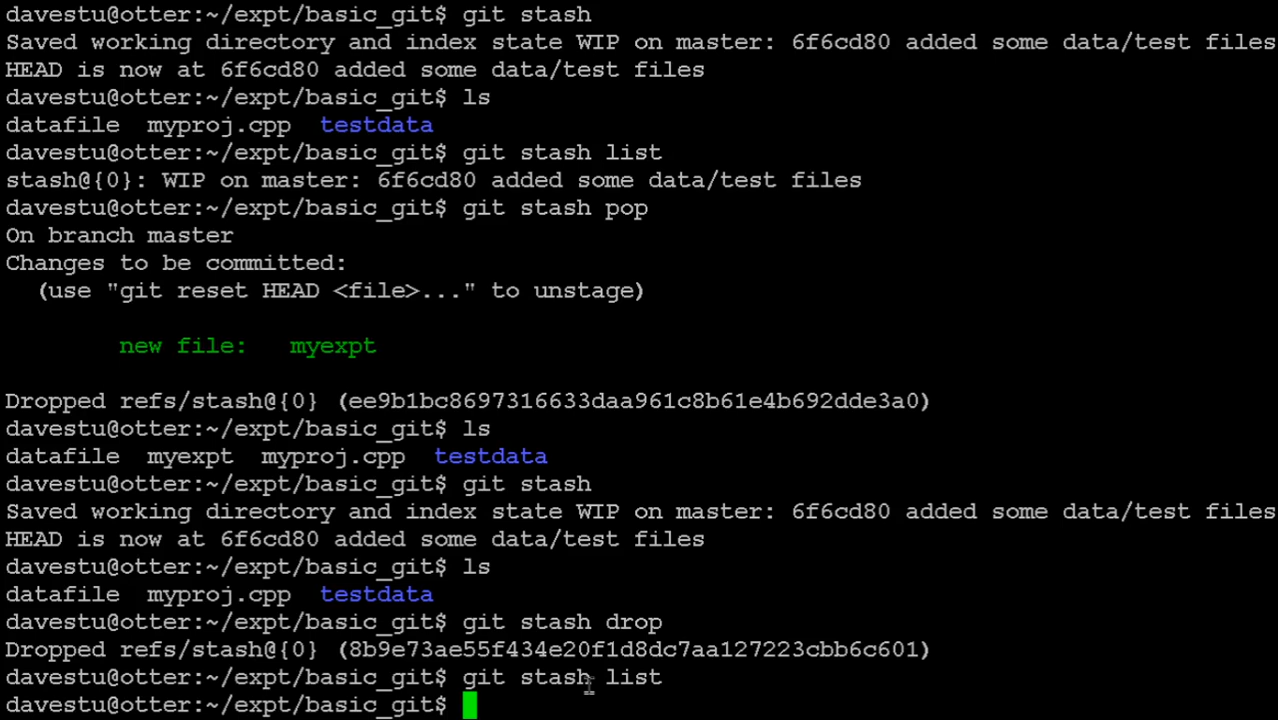 davestu@otter:~/expt/basic_git$ git stash
Saved working directory and index state WIP on master: 6f6cd80 added some data/test files
HEAD is now at 6f6cd80 added some data/test files
davestu@otter:~/expt/basic_git$ ls
datafile  myproj.cpp  testdata
davestu@otter:~/expt/basic_git$ git stash list
stash@{0}: WIP on master: 6f6cd80 added some data/test files
davestu@otter:~/expt/basic_git$ git stash pop
On branch master
Changes to be committed:
  (use "git reset HEAD <file>..." to unstage)
        new file:   myexpt
Dropped refs/stash@{0} (ee9b1bc8697316633daa961c8b61e4b692dde3a0)
davestu@otter:~/expt/basic_git$ ls
datafile  myexpt  myproj.cpp  testdata
davestu@otter:~/expt/basic_git$ git stash
Saved working directory and index state WIP on master: 6f6cd80 added some data/test files
HEAD is now at 6f6cd80 added some data/test files
davestu@otter:~/expt/basic_git$ ls
datafile  myproj.cpp  testdata
davestu@otter:~/expt/basic_git$ git stash drop
Dropped refs/stash@{0} (8b9e73ae55f434e20f1d8dc7aa127223cbb6c601)
davestu@otter:~/expt/basic_git$ git stash list
davestu@otter:~/expt/basic_git$